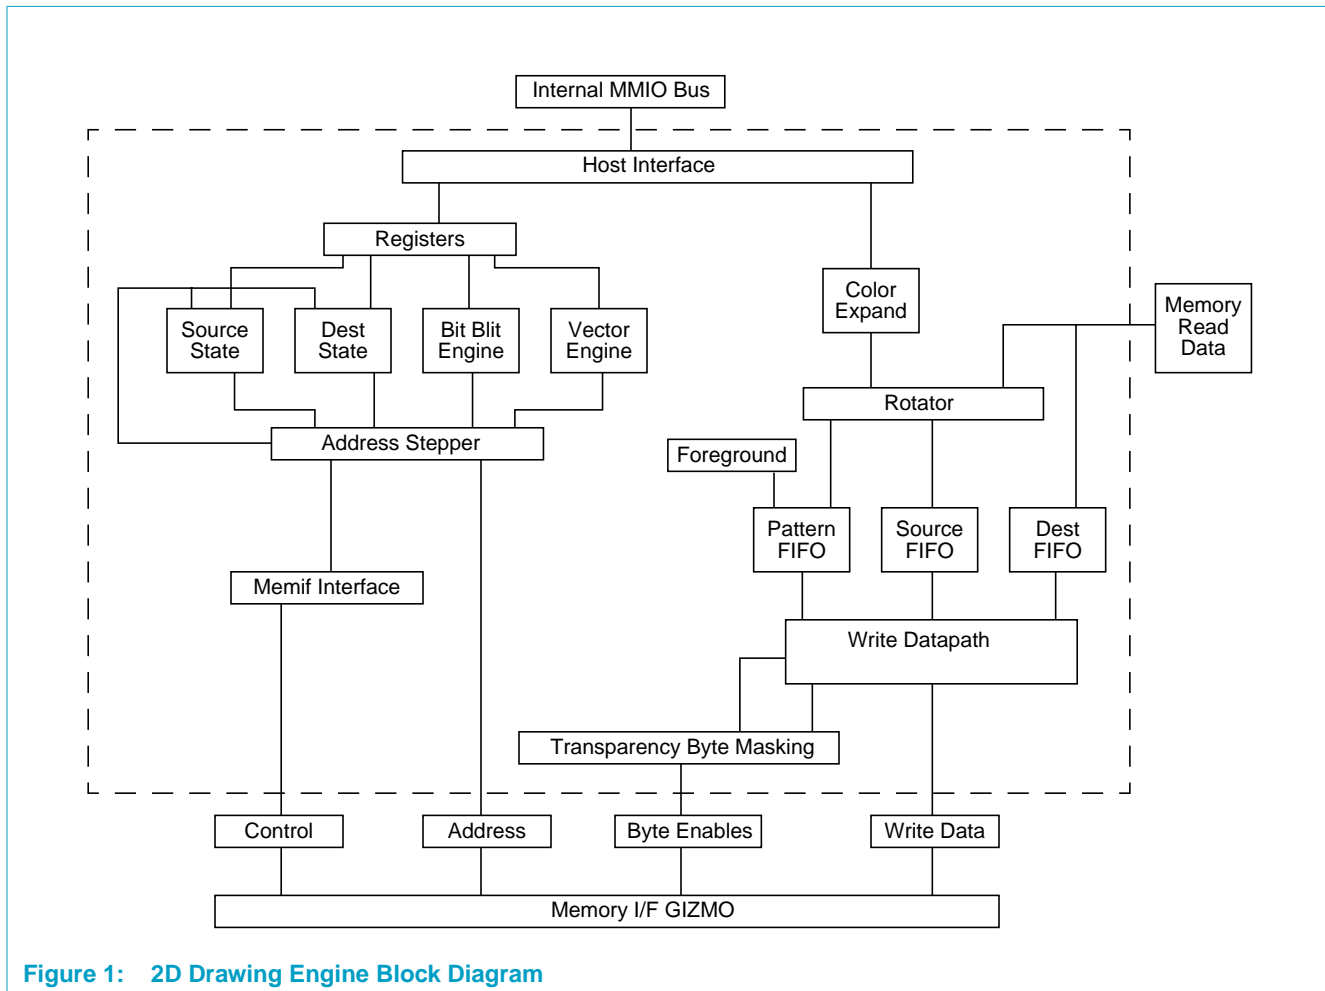 Internal MMIO Bus
Host Interface
Registers
Color
Expand
Memory
Read
Data
Source
State
Dest
State
Bit Blit
Engine
Vector
Engine
Rotator
Address Stepper
Foreground
Pattern
FIFO
Source
FIFO
Dest
FIFO
Memif Interface
Write Datapath
Transparency Byte Masking
Control
Address
Byte Enables
Write Data
Memory I/F GIZMO
Figure 1: 2D Drawing Engine Block Diagram